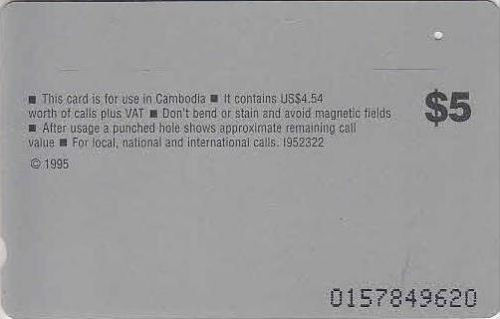 ■ This card is for use in Cambodia ■ It contains US$4.54
worth of calls plus VAT ■ Don't bend or stain and avoid magnetic fields
■ After usage a punched hole shows approximate remaining call
value ■ For local, national and international calls. I952322
© 1995
$5
0157849620